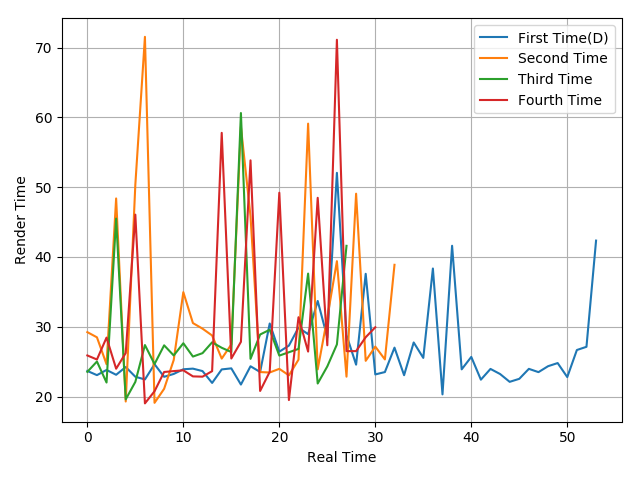 First Time(D)
Second Time
Third Time
Fourth Time
70
60
50
40
30
20
Render Time
0 10 20 30 40 50
Real Time